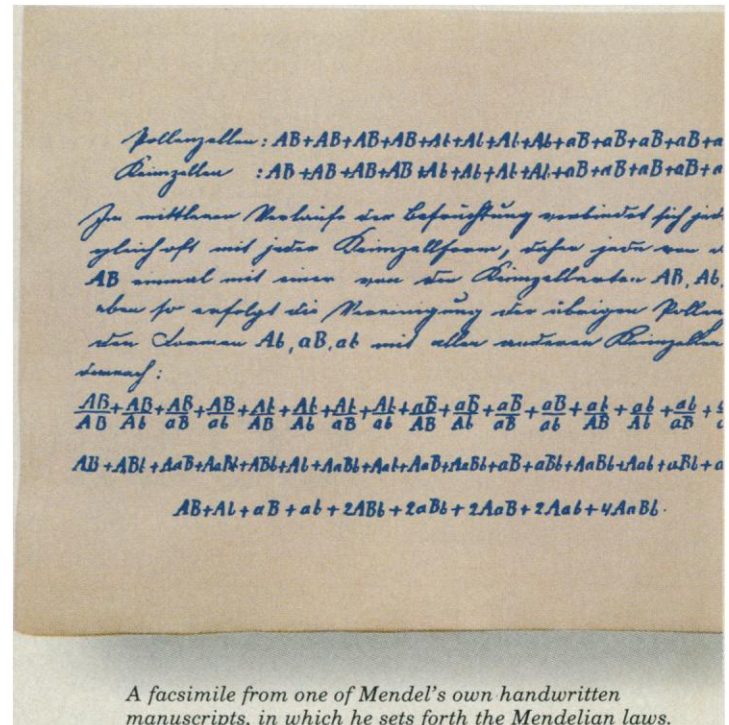 Pollenzellen: AB+AB+AB+AB+Ab+Ab+Ab+Ab+aB+aB+aB+aB+a
Keimzellen : AB+AB+AB+AB+Ab+Ab+Ab+Ab+aB+aB+aB+aB+a
Im mittleren Verlaufe der Befruchtung verbindet sich jed
gleich oft mit jeder Keimzellform, daher jede von d
AB einmal mit einer von den Keimzellarten AB, Ab,
eben so erfolgt die Vereinigung der übrigen Pollen
den Formen Ab, aB, ab mit allen anderen Keimzellen
darnach:
AB/AB+AB/Ab+AB/aB+AB/ab+Ab/AB+Ab/Ab+Ab/aB+Ab/ab+aB/AB+aB/Ab+aB/aB+aB/ab+ab/AB+ab/Ab+ab/aB+
AB+ABb+AaB+AaBb+ABb+Ab+AaBb+Aab+AaB+AaBb+aB+aBb+AaBb+Aab+aBb+a
AB+Ab+aB+ab+2ABb+2aBb+2AaB+2Aab+4AaBb.
A facsimile from one of Mendel's own handwritten
manuscripts, in which he sets forth the Mendelian laws.